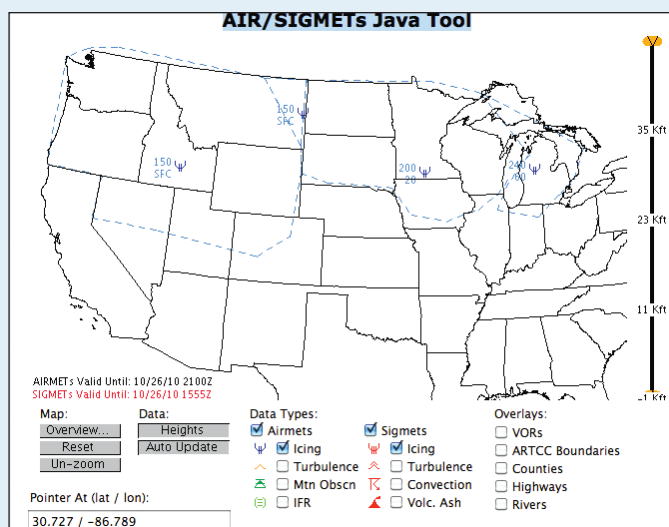 AIR/SIGMETs Java Tool
150
SFC
150
SFC
200
20
240
60
35 Kft
23 Kft
11 Kft
-1 Kft
AIRMETs Valid Until: 10/26/10 2100Z
SIGMETs Valid Until: 10/26/10 1555Z
Map:
Overview...
Reset
Un-zoom
Data:
Heights
Auto Update
Data Types:
Airmets
Icing
Turbulence
Mtn Obscn
IFR
Sigmets
Icing
Turbulence
Convection
Volc. Ash
Overlays:
VORs
ARTCC Boundaries
Counties
Highways
Rivers
Pointer At (lat / lon):
30.727 / -86.789